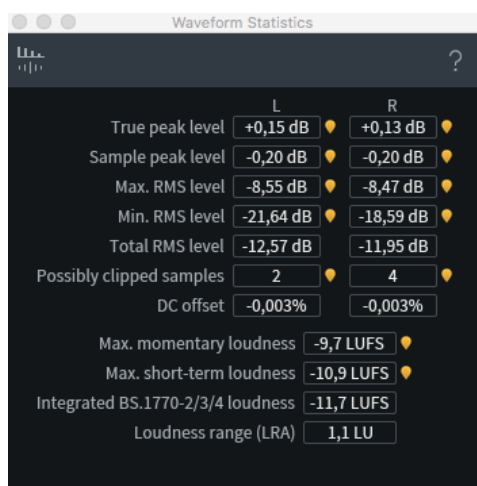 Waveform Statistics
?
L R
True peak level +0,15 dB +0,13 dB
Sample peak level -0,20 dB -0,20 dB
Max. RMS level -8,55 dB -8,47 dB
Min. RMS level -21,64 dB -18,59 dB
Total RMS level -12,57 dB -11,95 dB
Possibly clipped samples 2 4
DC offset -0,003% -0,003%
Max. momentary loudness -9,7 LUFS
Max. short-term loudness -10,9 LUFS
Integrated BS.1770-2/3/4 loudness -11,7 LUFS
Loudness range (LRA) 1,1 LU